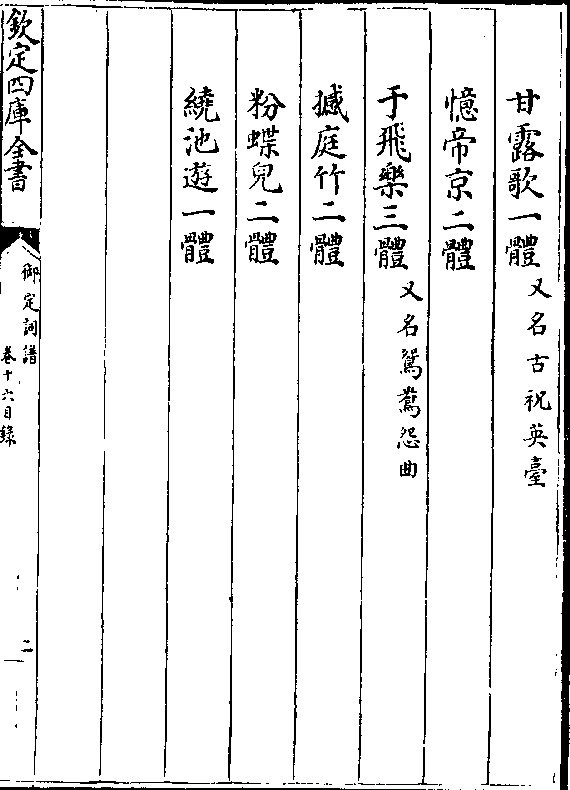 甘露歌一體又名古祝英臺
憶帝京二體
于飛樂三體又名鴛鴦怨曲
撼庭竹二體
粉蝶兒二體
繞池遊一體
欽定四庫全書
御定詞譜
卷十六目錄
二